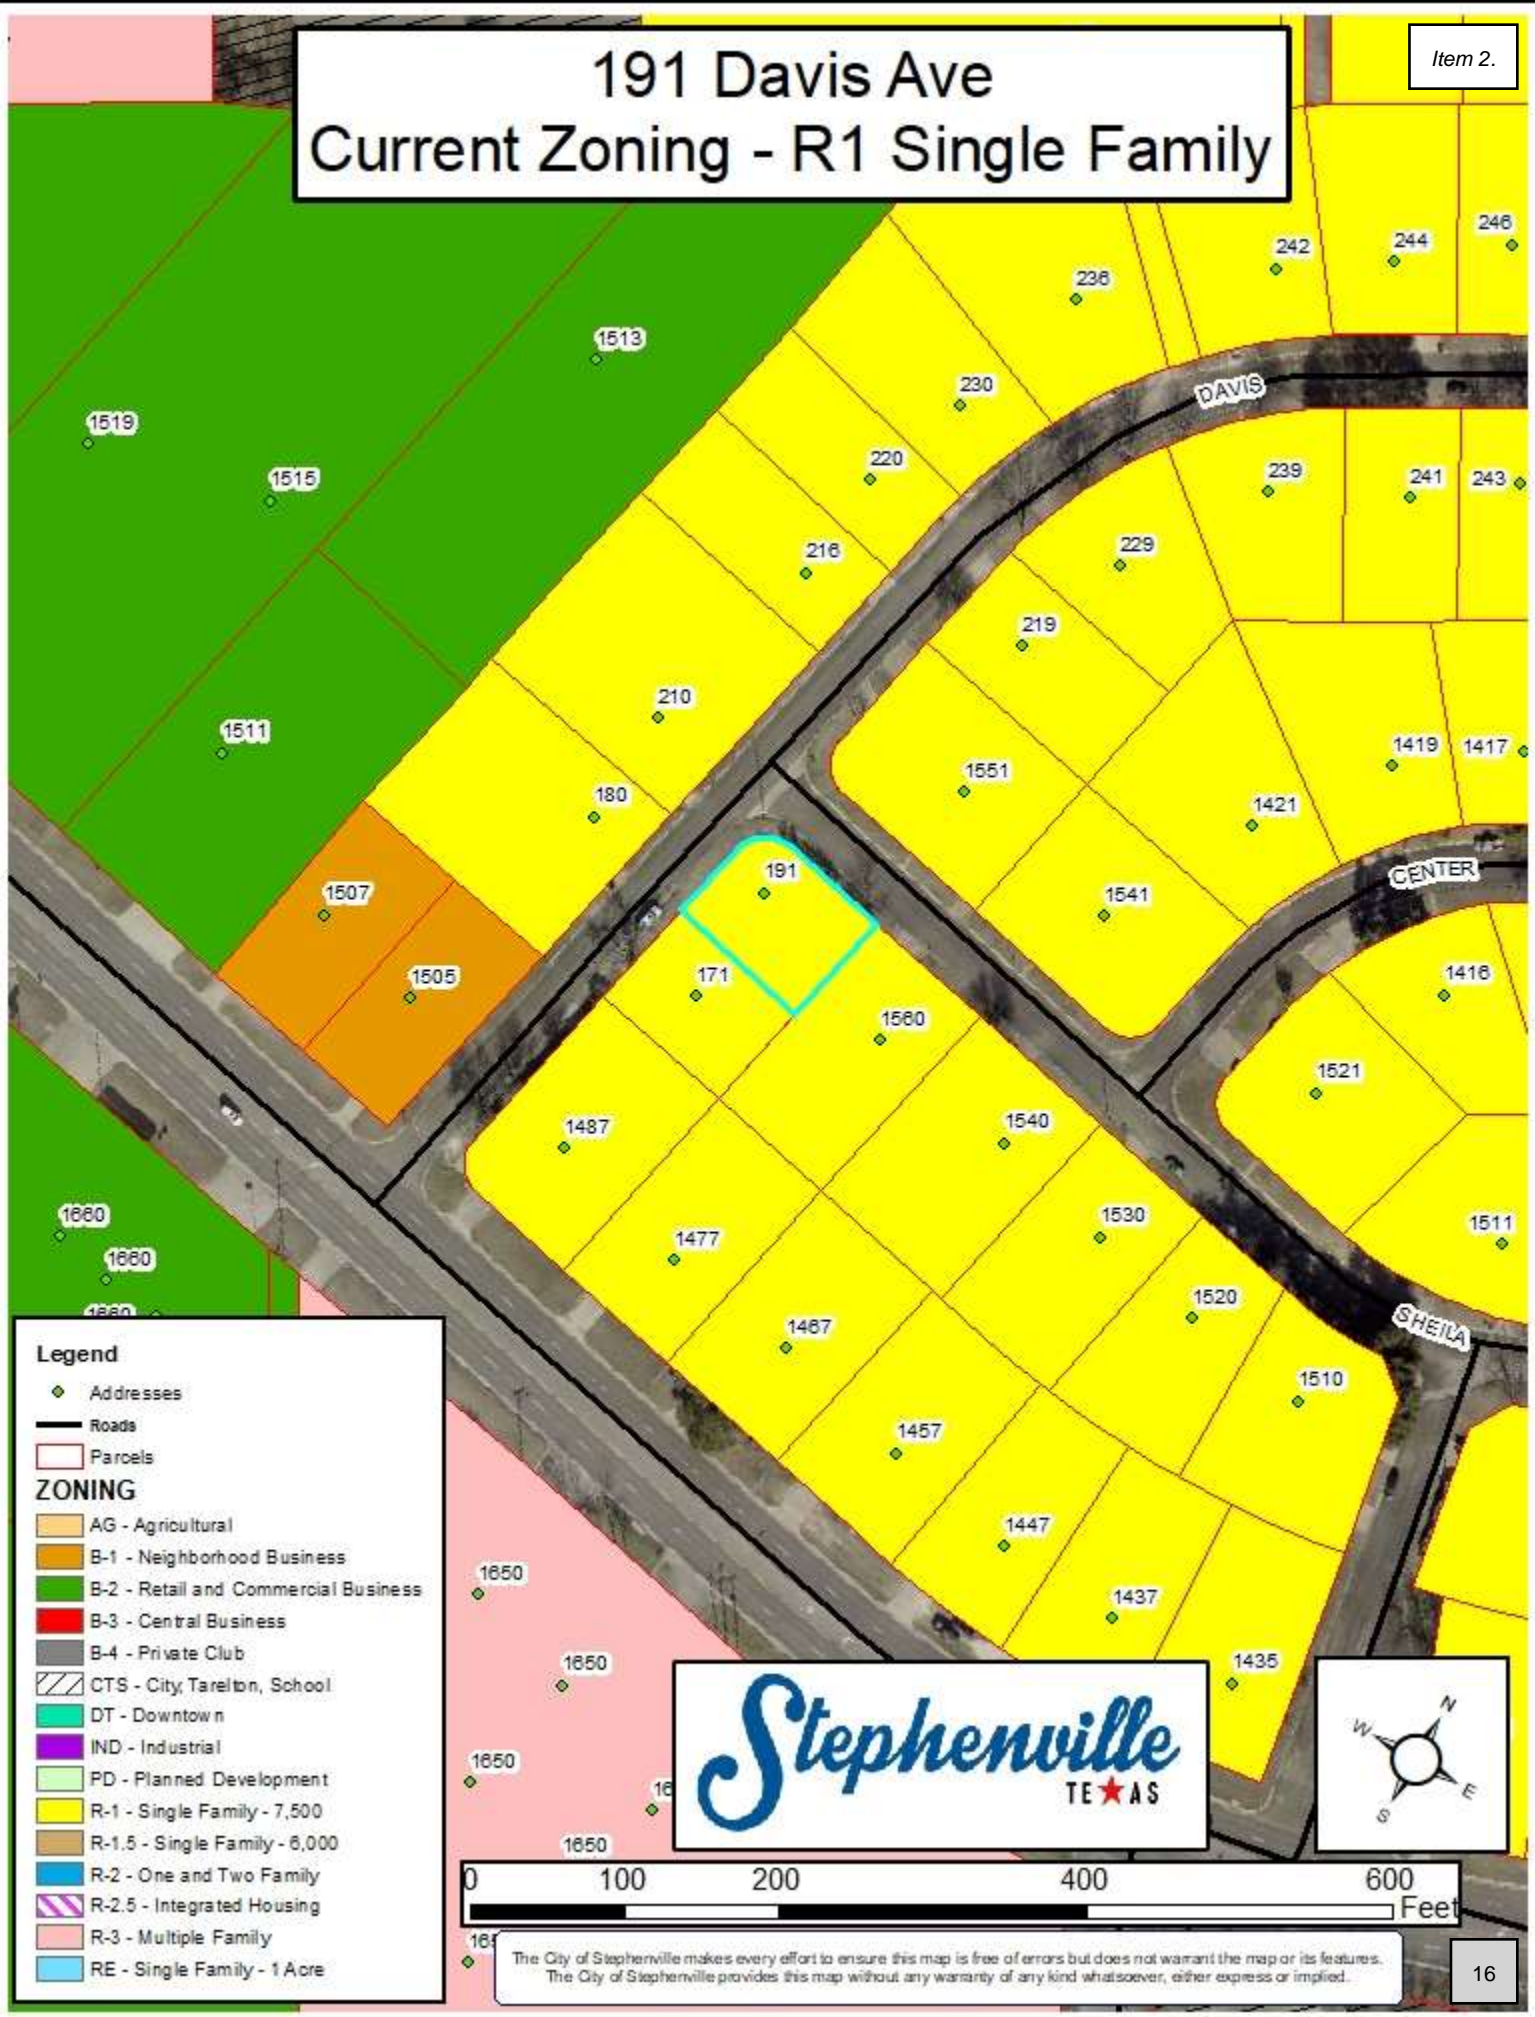 191 Davis Ave
Current Zoning - R1 Single Family
Item 2.
246
242
244
236
1513
230
DAVIS
1519
220
239
241
243
1515
216
229
219
210
1511
1551
1419
1417
180
1421
191
CENTER
1507
1541
1505
171
1416
1560
1521
1487
1540
1660
1530
1511
1477
1660
1520
1660
1467
SHEILA
1510
1457
1447
1650
1437
1650
1435
1650
16
1650
165
Legend
Addresses
Roads
Parcels
ZONING
AG - Agricultural
B-1 - Neighborhood Business
B-2 - Retail and Commercial Business
B-3 - Central Business
B-4 - Private Club
CTS - City, Tarelton, School
DT - Downtown
IND - Industrial
PD - Planned Development
R-1 - Single Family - 7,500
R-1.5 - Single Family - 6,000
R-2 - One and Two Family
R-2.5 - Integrated Housing
R-3 - Multiple Family
RE - Single Family - 1 Acre
Stephenville
TEXAS
N
W
E
S
0 100 200 400 600
Feet
The City of Stephenville makes every effort to ensure this map is free of errors but does not warrant the map or its features.
The City of Stephenville provides this map without any warranty of any kind whatsoever, either express or implied.
16